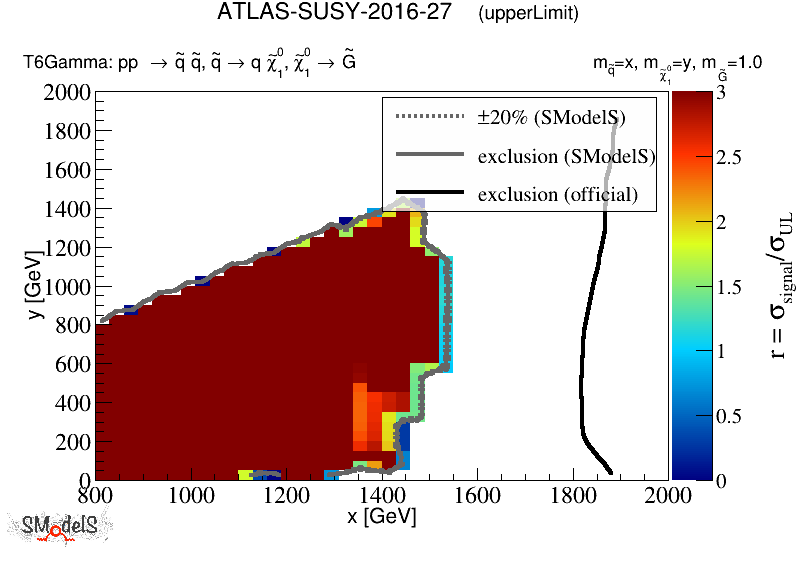 ATLAS-SUSY-2016-27 (upperLimit)
T6Gamma: pp → q̃ q̃, q̃ → q χ̃₁⁰, χ̃₁⁰ → G̃
m_q̃=x, m_χ̃₁⁰=y, m_G̃=1.0
±20% (SModelS)
exclusion (SModelS)
exclusion (official)
y [GeV]
2000
1800
1600
1400
1200
1000
800
600
400
200
0
800 1000 1200 1400 1600 1800 2000
x [GeV]
3
2.5
2
1.5
1
0.5
0
r = σ_signal/σ_UL
SModelS